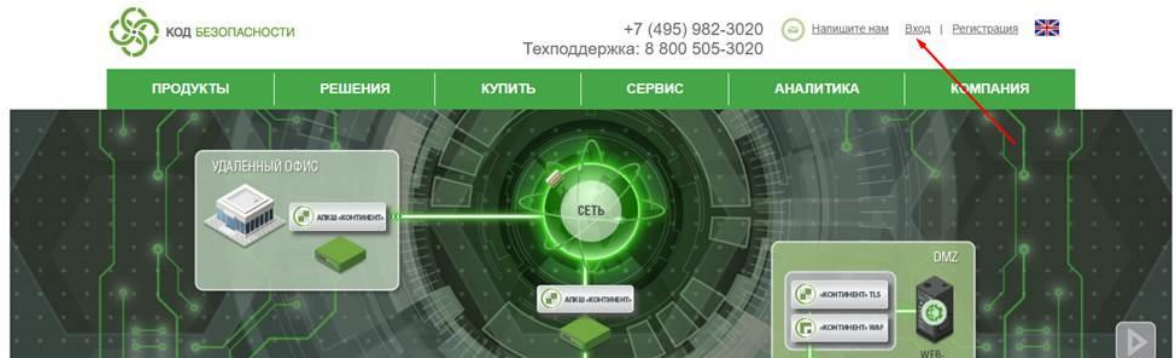 КОД БЕЗОПАСНОСТИ
+7 (495) 982-3020
Напишите нам Вход | Регистрация
Техподдержка: 8 800 505-3020
ПРОДУКТЫ РЕШЕНИЯ КУПИТЬ СЕРВИС АНАЛИТИКА КОМПАНИЯ
УДАЛЕННЫЙ ОФИС
АПКШ «КОНТИНЕНТ»
СЕТЬ
АПКШ «КОНТИНЕНТ»
DMZ
«КОНТИНЕНТ» TLS
«КОНТИНЕНТ» WAF
WEB-